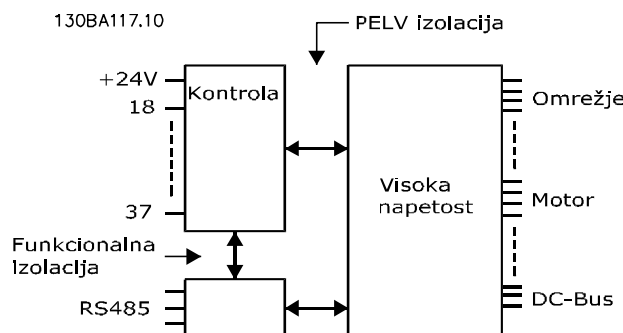 130BA117.10
PELV izolacija
+24V
Kontrola
18
Omrežje
Visoka
napetost
Motor
37
Funkcionalna
izolacija
RS485
DC-Bus